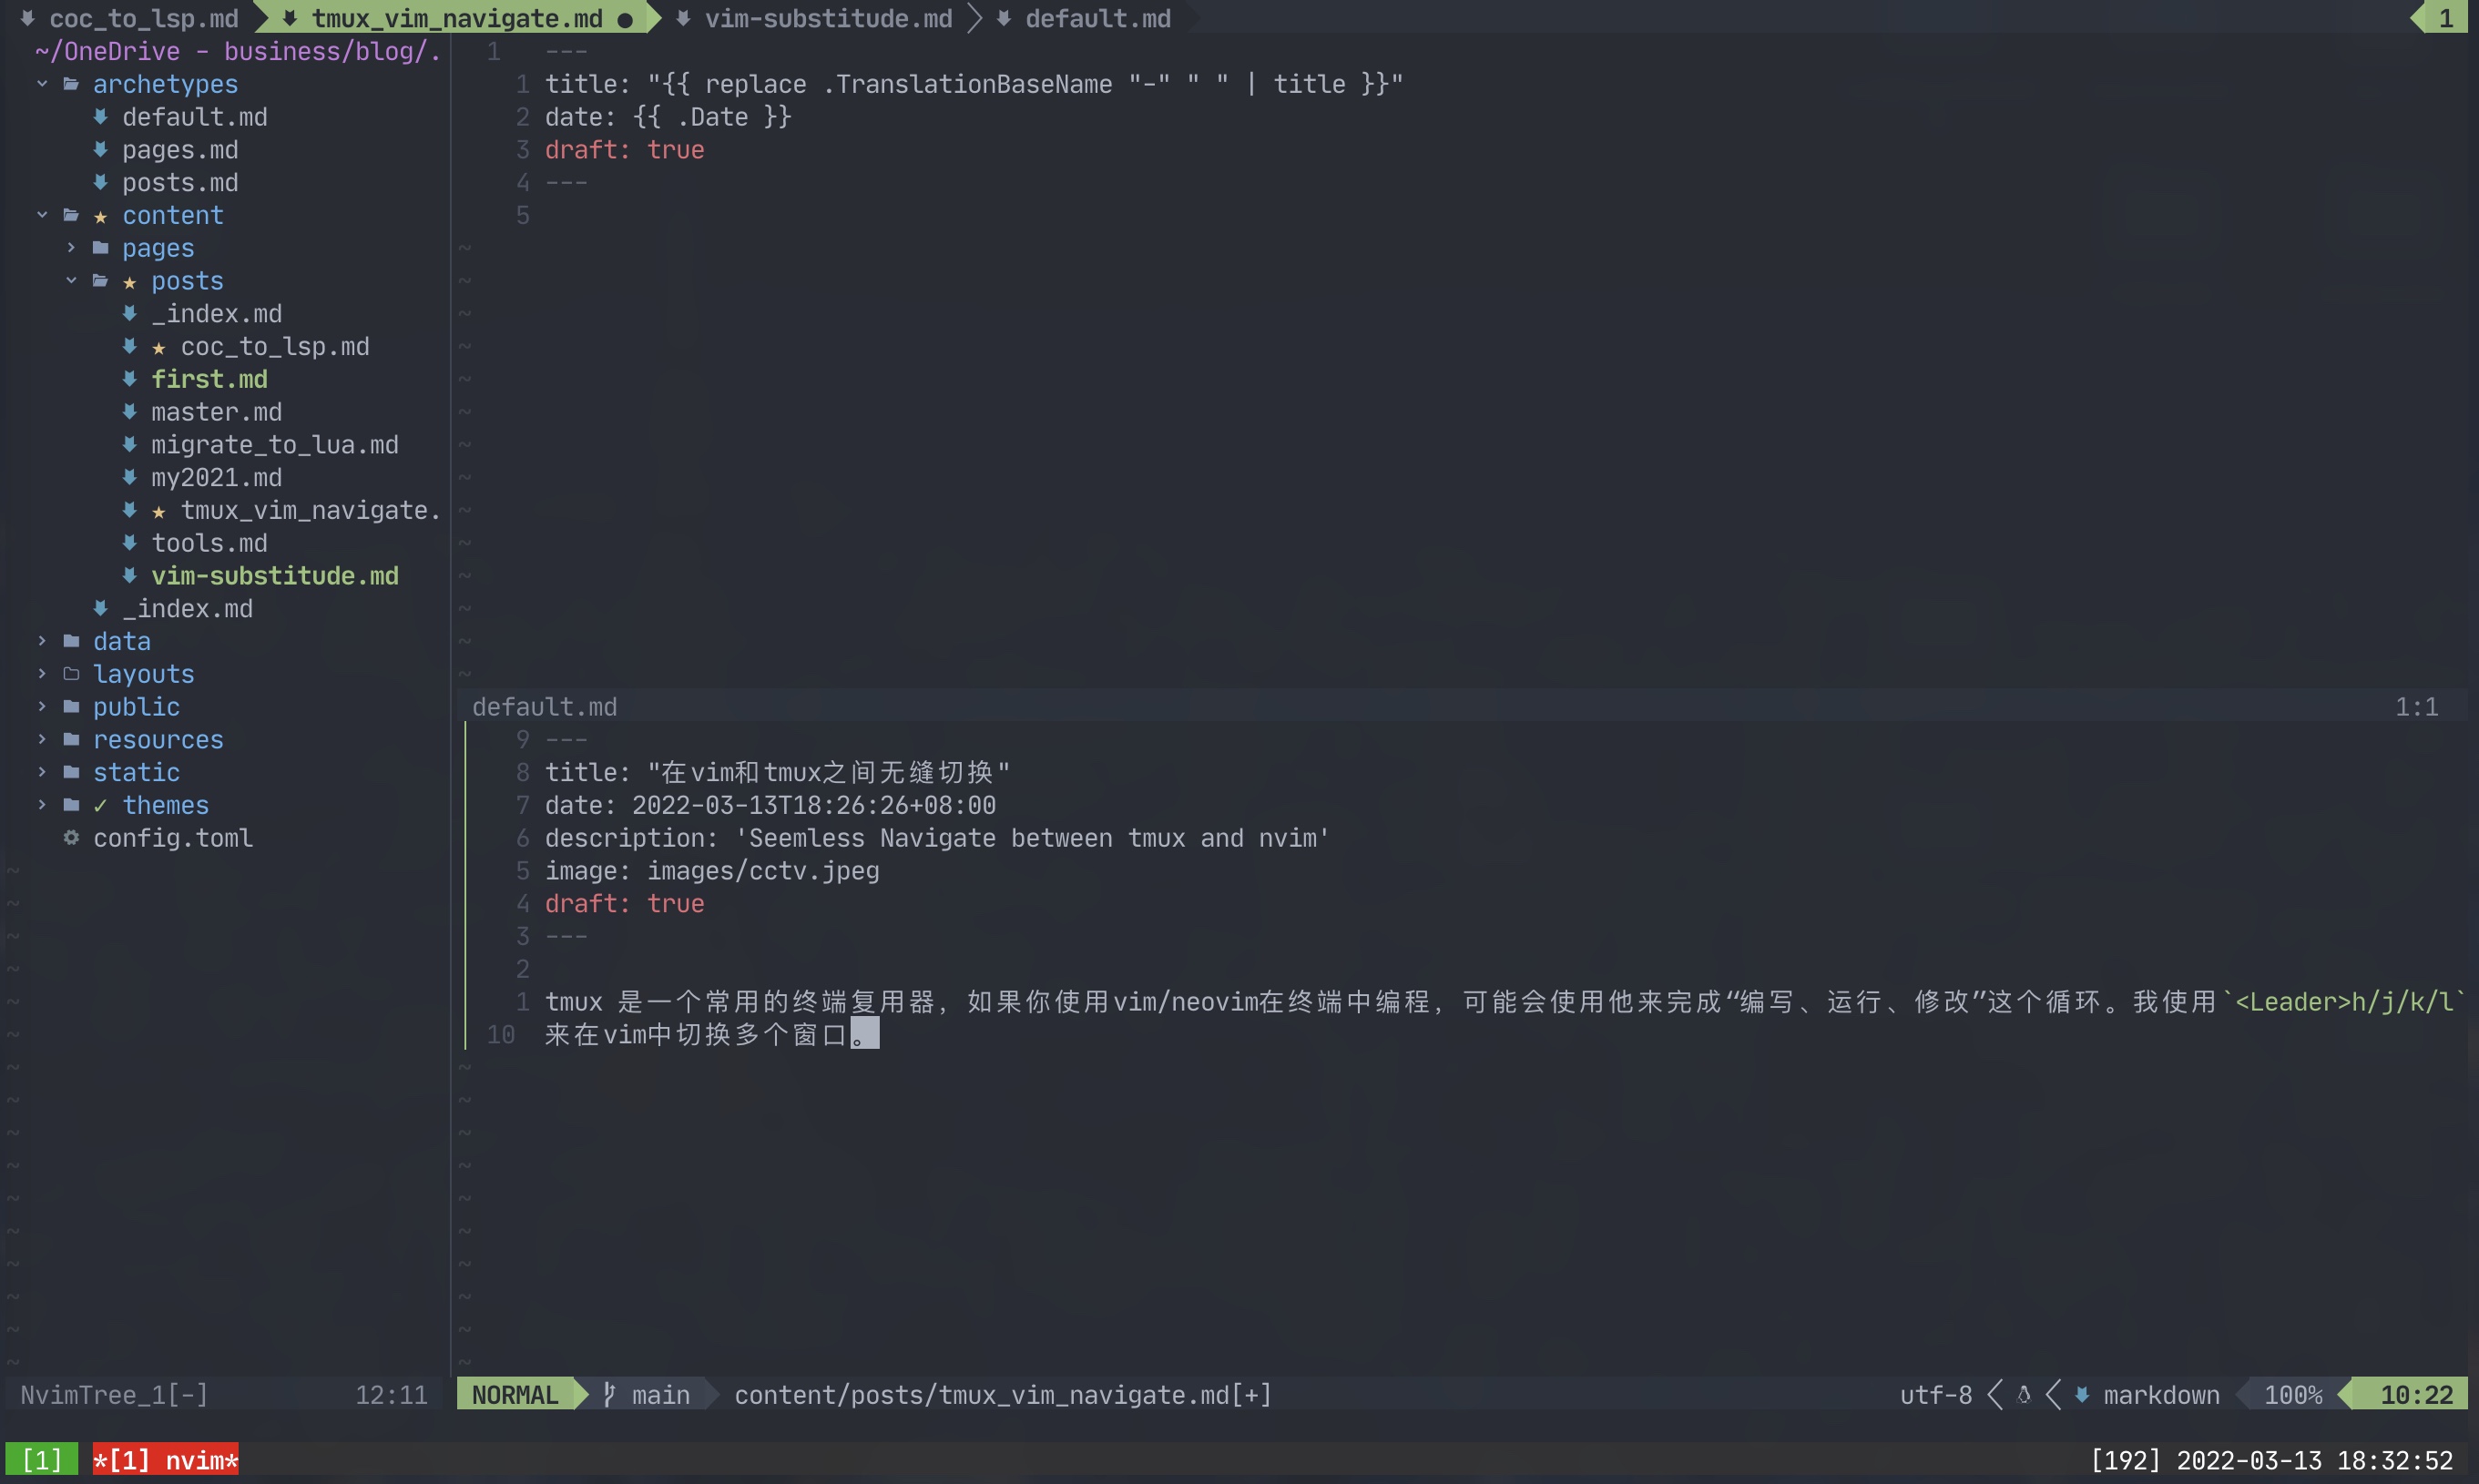 coc_to_lsp.md tmux_vim_navigate.md ● vim-substitude.md default.md 1
~/OneDrive - business/blog/.
archetypes
default.md
pages.md
posts.md
★ content
pages
★ posts
_index.md
★ coc_to_lsp.md
first.md
master.md
migrate_to_lua.md
my2021.md
★ tmux_vim_navigate.
tools.md
vim-substitude.md
_index.md
data
layouts
public
resources
static
✓ themes
config.toml
NvimTree_1[-] 12:11
1 ---
1 title: "{{ replace .TranslationBaseName "-" " " | title }}"
2 date: {{ .Date }}
3 draft: true
4 ---
5
default.md 1:1
9 ---
8 title: "在vim和tmux之间无缝切换"
7 date: 2022-03-13T18:26:26+08:00
6 description: 'Seemless Navigate between tmux and nvim'
5 image: images/cctv.jpeg
4 draft: true
3 ---
2
1 tmux 是一个常用的终端复用器，如果你使用vim/neovim在终端中编程，可能会使用他来完成“编写、运行、修改”这个循环。我使用`<Leader>h/j/k/l`
10 来在vim中切换多个窗口。
NORMAL main content/posts/tmux_vim_navigate.md[+] utf-8 markdown 100% 10:22
[1] *[1] nvim* [192] 2022-03-13 18:32:52